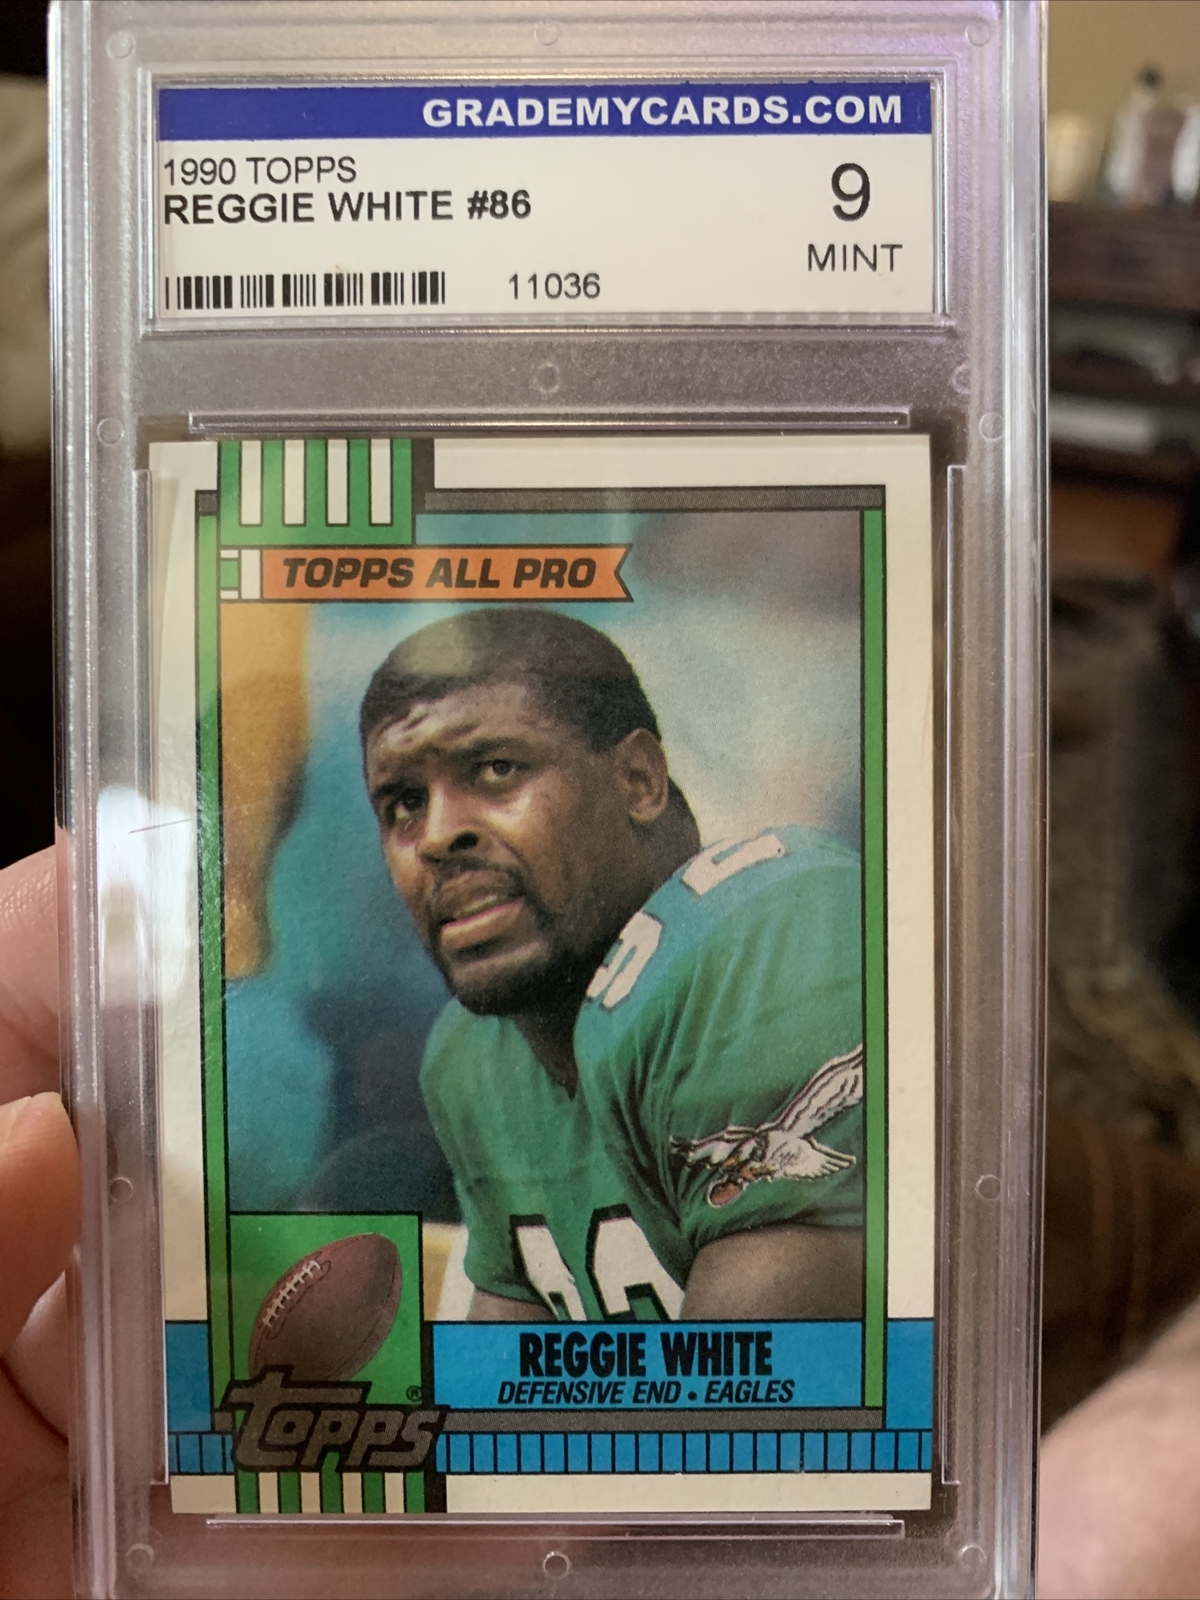 GRADEMYCARDS.COM
1990 TOPPS
REGGIE WHITE #86
9
MINT
11036
TOPPS ALL PRO
REGGIE WHITE
DEFENSIVE END • EAGLES
Topps®